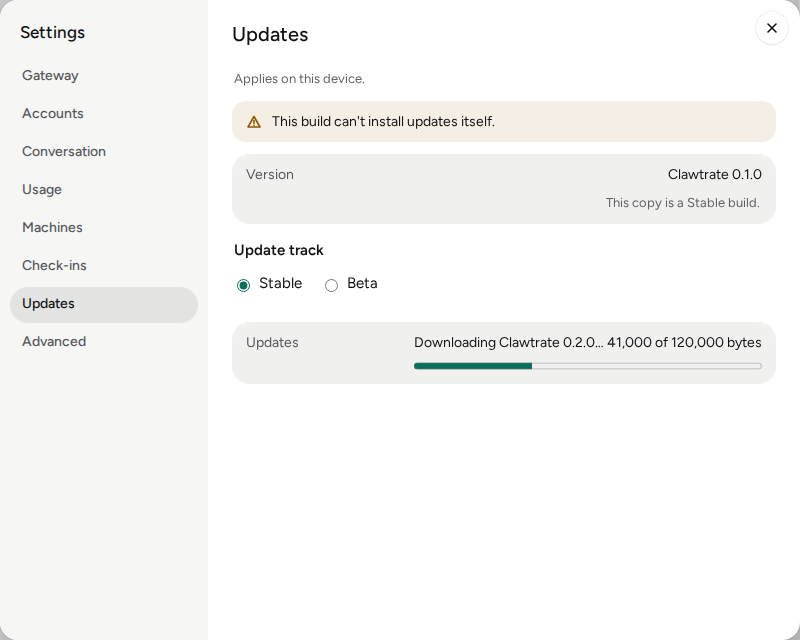 Settings
Gateway
Accounts
Conversation
Usage
Machines
Check-ins
Updates
Advanced
Updates
Applies on this device.
This build can't install updates itself.
Version
Clawtrate 0.1.0
This copy is a Stable build.
Update track
Stable
Beta
Updates
Downloading Clawtrate 0.2.0... 41,000 of 120,000 bytes